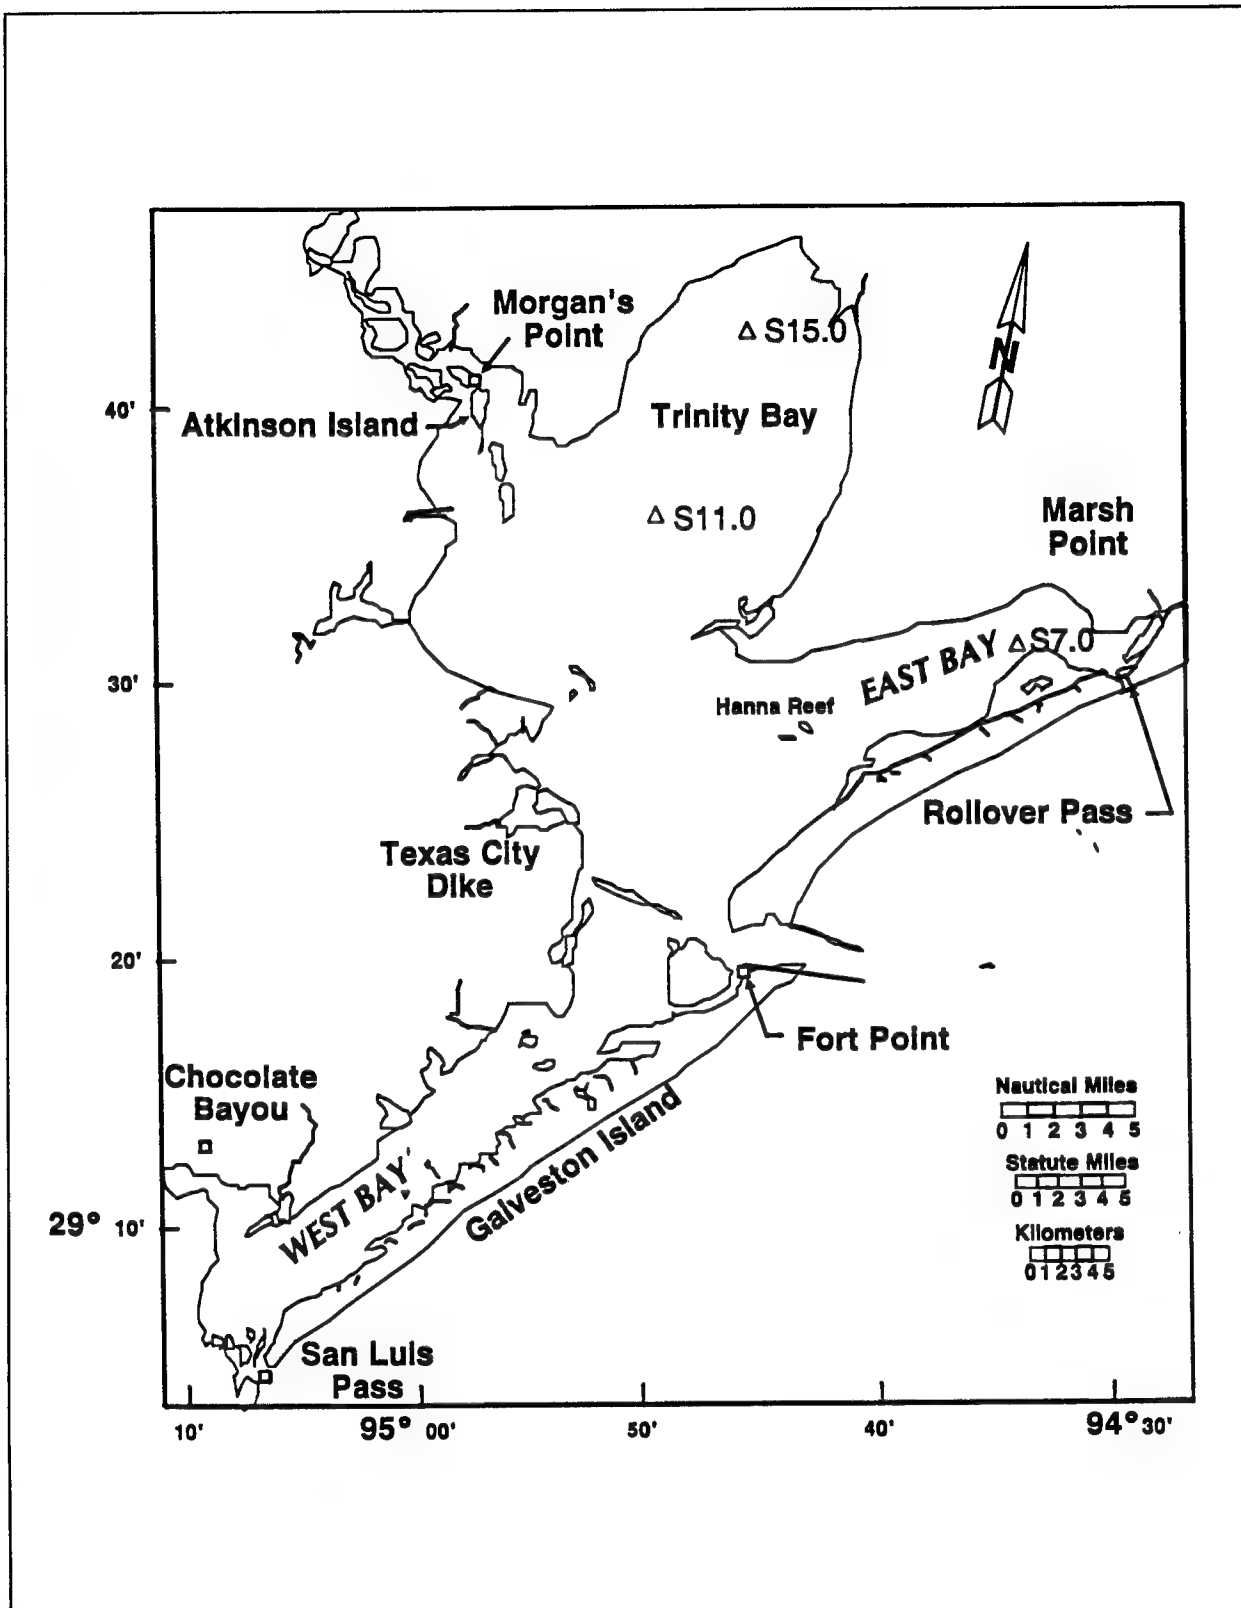 Morgan's
Point
△ S15.0
N
40'
Atkinson Island
Trinity Bay
△ S11.0
Marsh
Point
EAST BAY
△ S7.0
30'
Hanna Reef
Rollover Pass
Texas City
Dike
20'
Fort Point
Chocolate
Bayou
Nautical Miles
0 1 2 3 4 5
Statute Miles
0 1 2 3 4 5
Kilometers
0 1 2 3 4 5
WEST BAY
Galveston Island
29° 10'
San Luis
Pass
10' 95° 00' 50' 40' 94° 30'